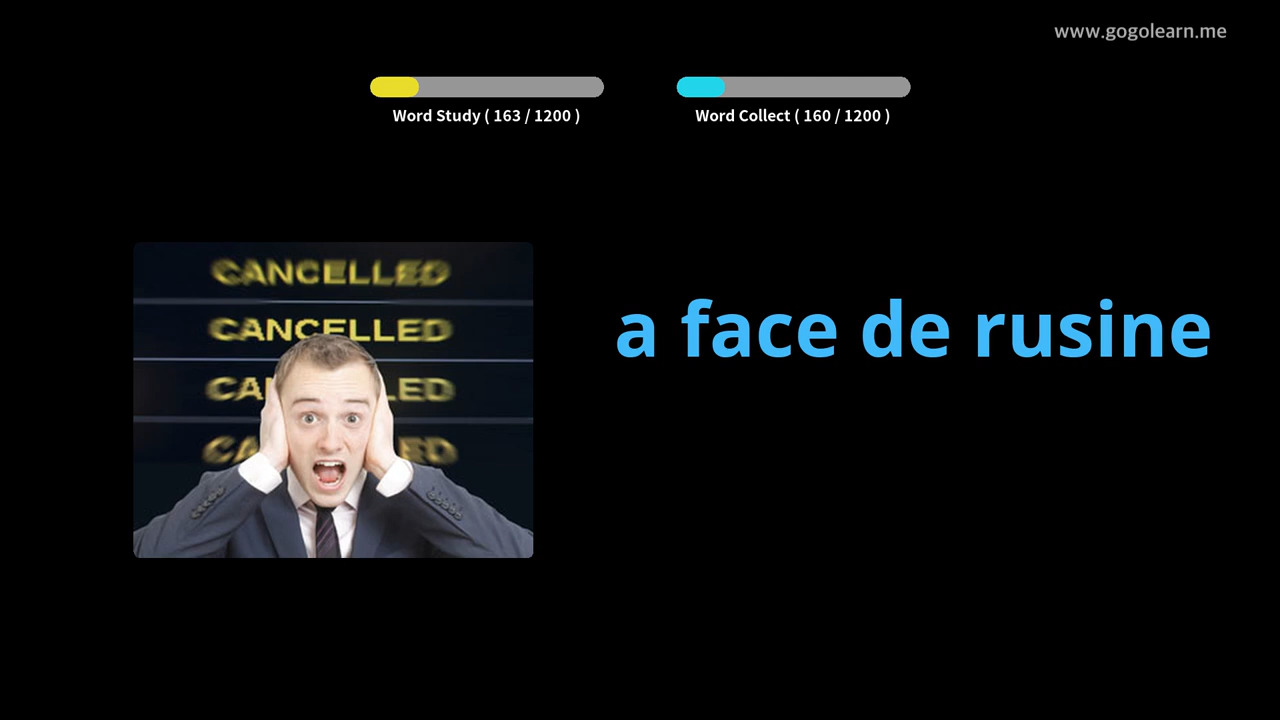 www.gogolearn.me
Word Study ( 163 / 1200 )
Word Collect ( 160 / 1200 )
CANCELLED
CANCELLED
a face de rusine